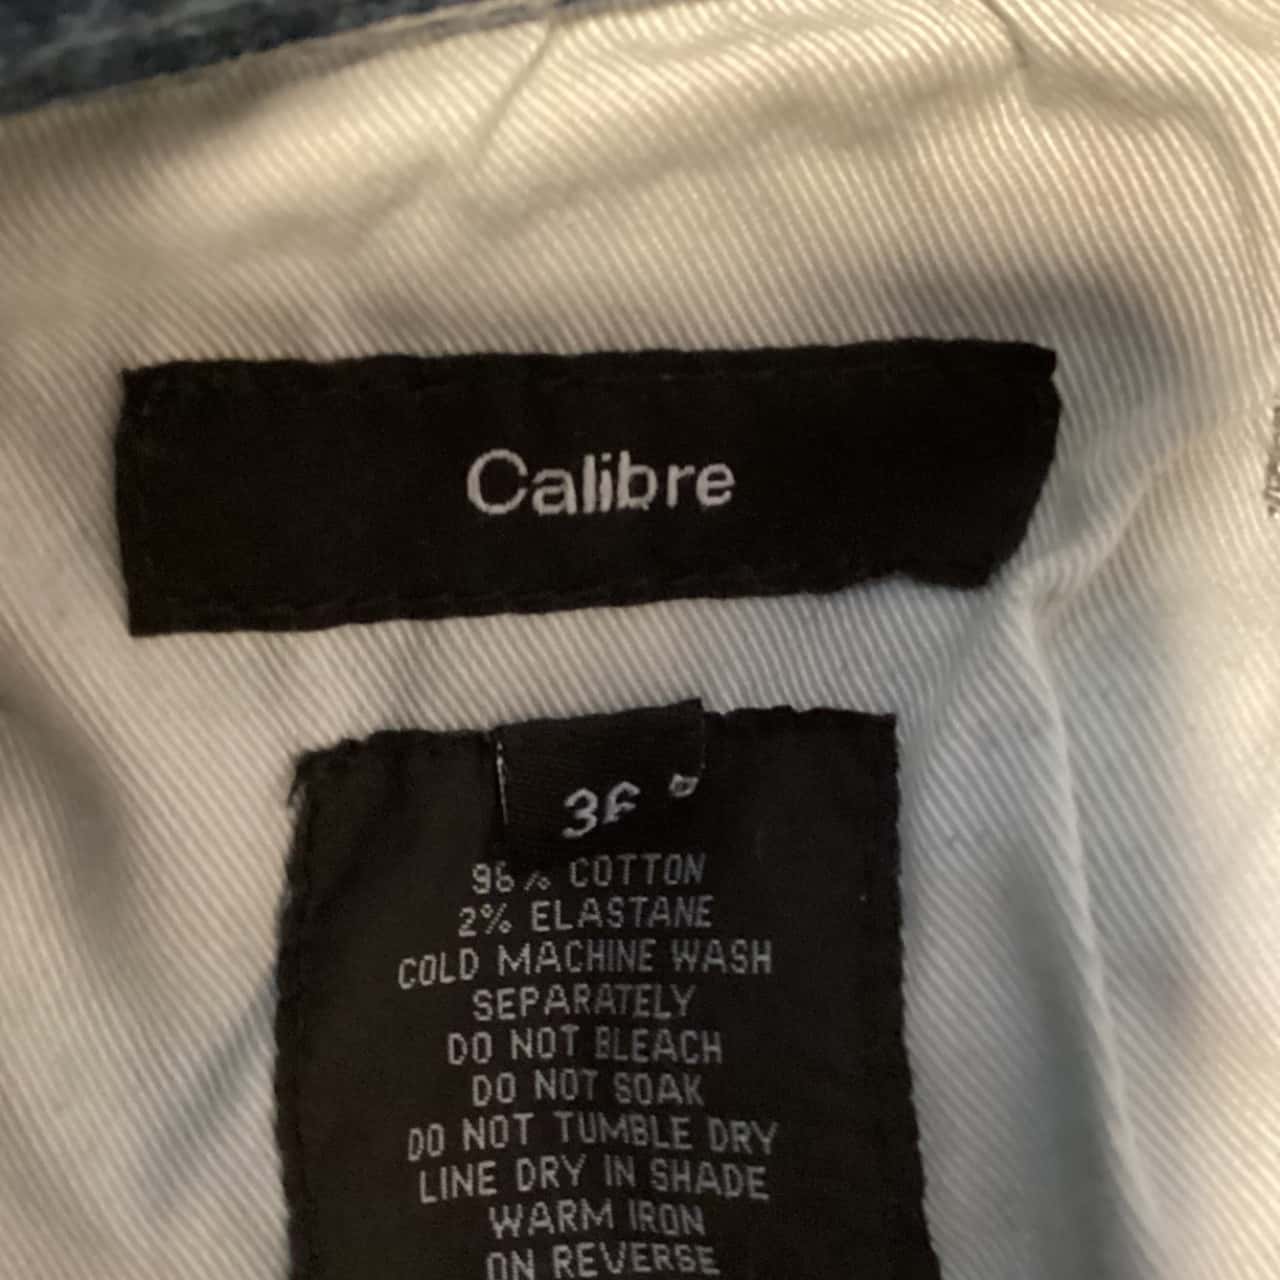 Calibre
36
COTTON
2% ELASTANE
COLD MACHINE WASH
SEPARATELY
DO NOT BLEACH
DO NOT SOAK
DO NOT TUMBLE DRY
LINE DRY IN SHADE
WARM IRON
ON REVERSE